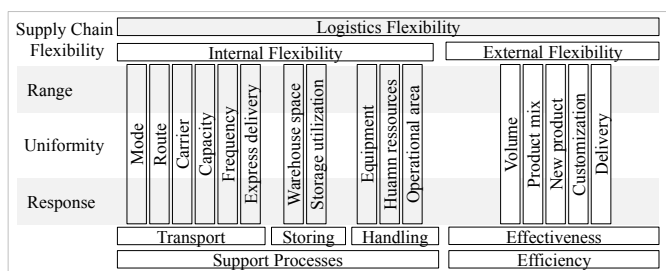 Supply Chain
Flexibility
Logistics Flexibility
Internal Flexibility
External Flexibility
Range
Uniformity
Response
Mode
Route
Carrier
Capacity
Frequency
Express delivery
Warehouse space
Storage utilization
Equipment
Huamn ressources
Operational area
Volume
Product mix
New product
Customization
Delivery
Transport
Storing
Handling
Effectiveness
Support Processes
Efficiency